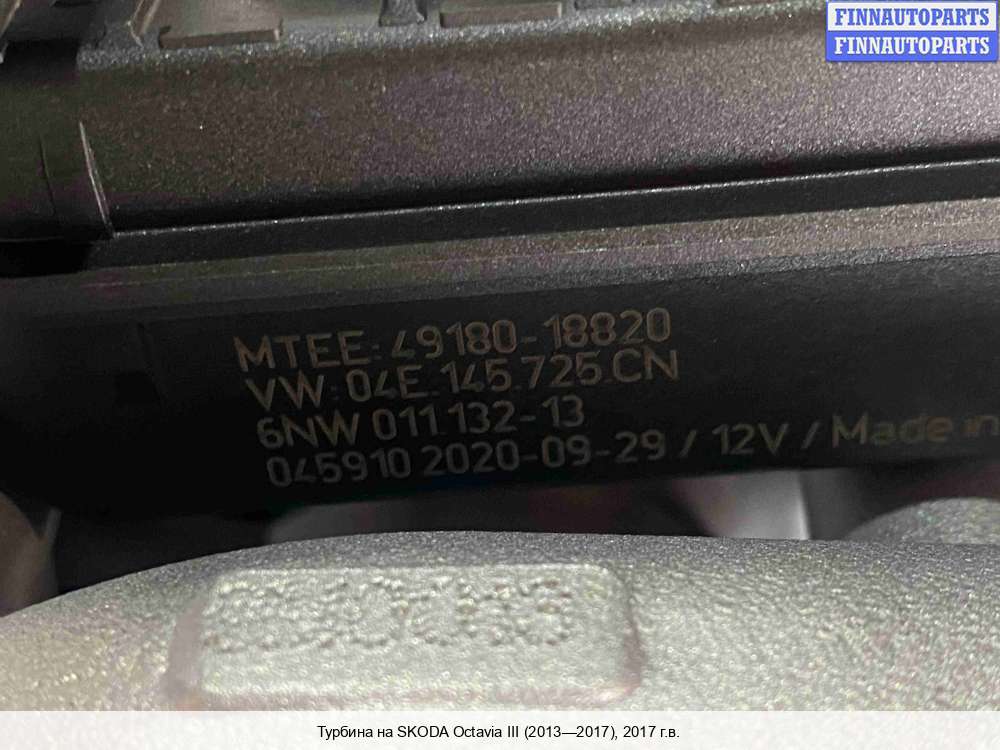 FINNAUTOPARTS
FINNAUTOPARTS
MTEE: 49180-18820
VW: 04E.145.725.CN
6NW 011.132-13
045910 2020-09-29 / 12V / Made in
Турбина на SKODA Octavia III (2013—2017), 2017 г.в.